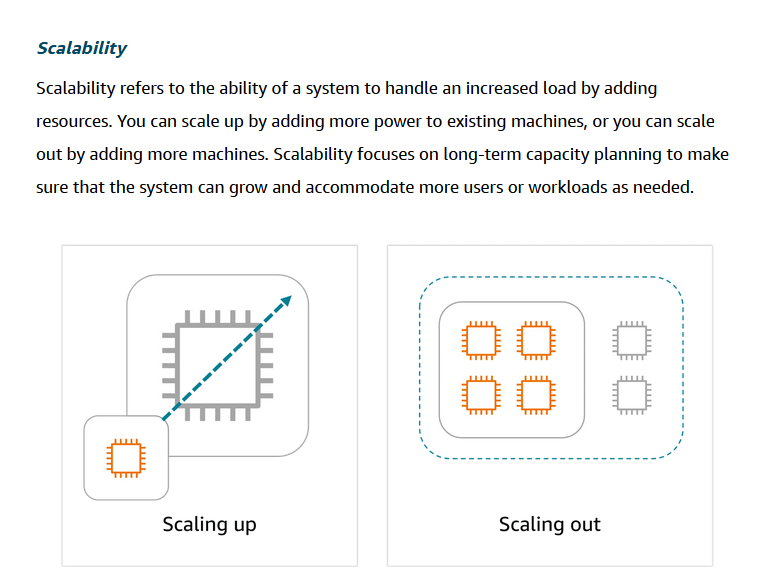 Scalability
Scalability refers to the ability of a system to handle an increased load by adding
resources. You can scale up by adding more power to existing machines, or you can scale
out by adding more machines. Scalability focuses on long-term capacity planning to make
sure that the system can grow and accommodate more users or workloads as needed.
Scaling up
Scaling out